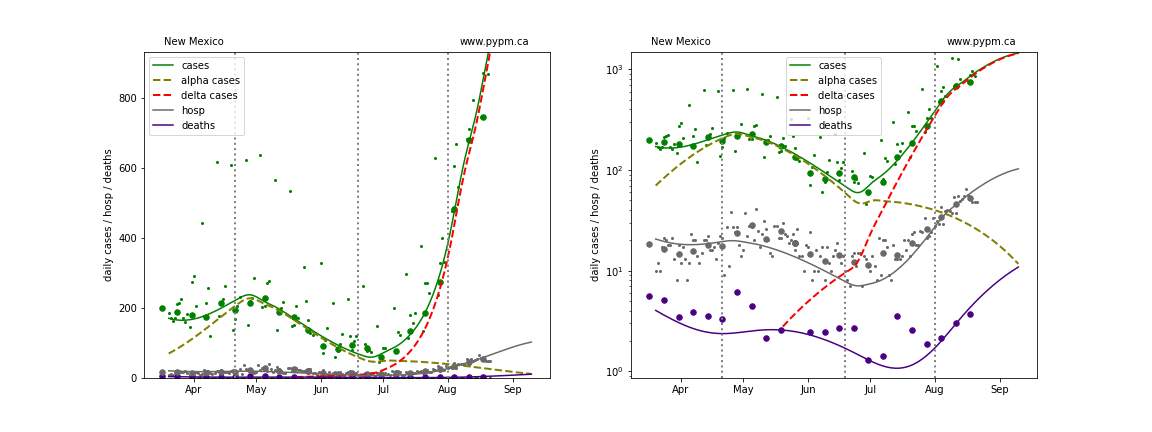 New Mexico
www.pypm.ca
cases
alpha cases
delta cases
hosp
deaths
daily cases / hosp / deaths
800
600
400
200
0
Apr
May
Jun
Jul
Aug
Sep
New Mexico
www.pypm.ca
cases
alpha cases
delta cases
hosp
deaths
daily cases / hosp / deaths
10³
10²
10¹
10⁰
Apr
May
Jun
Jul
Aug
Sep